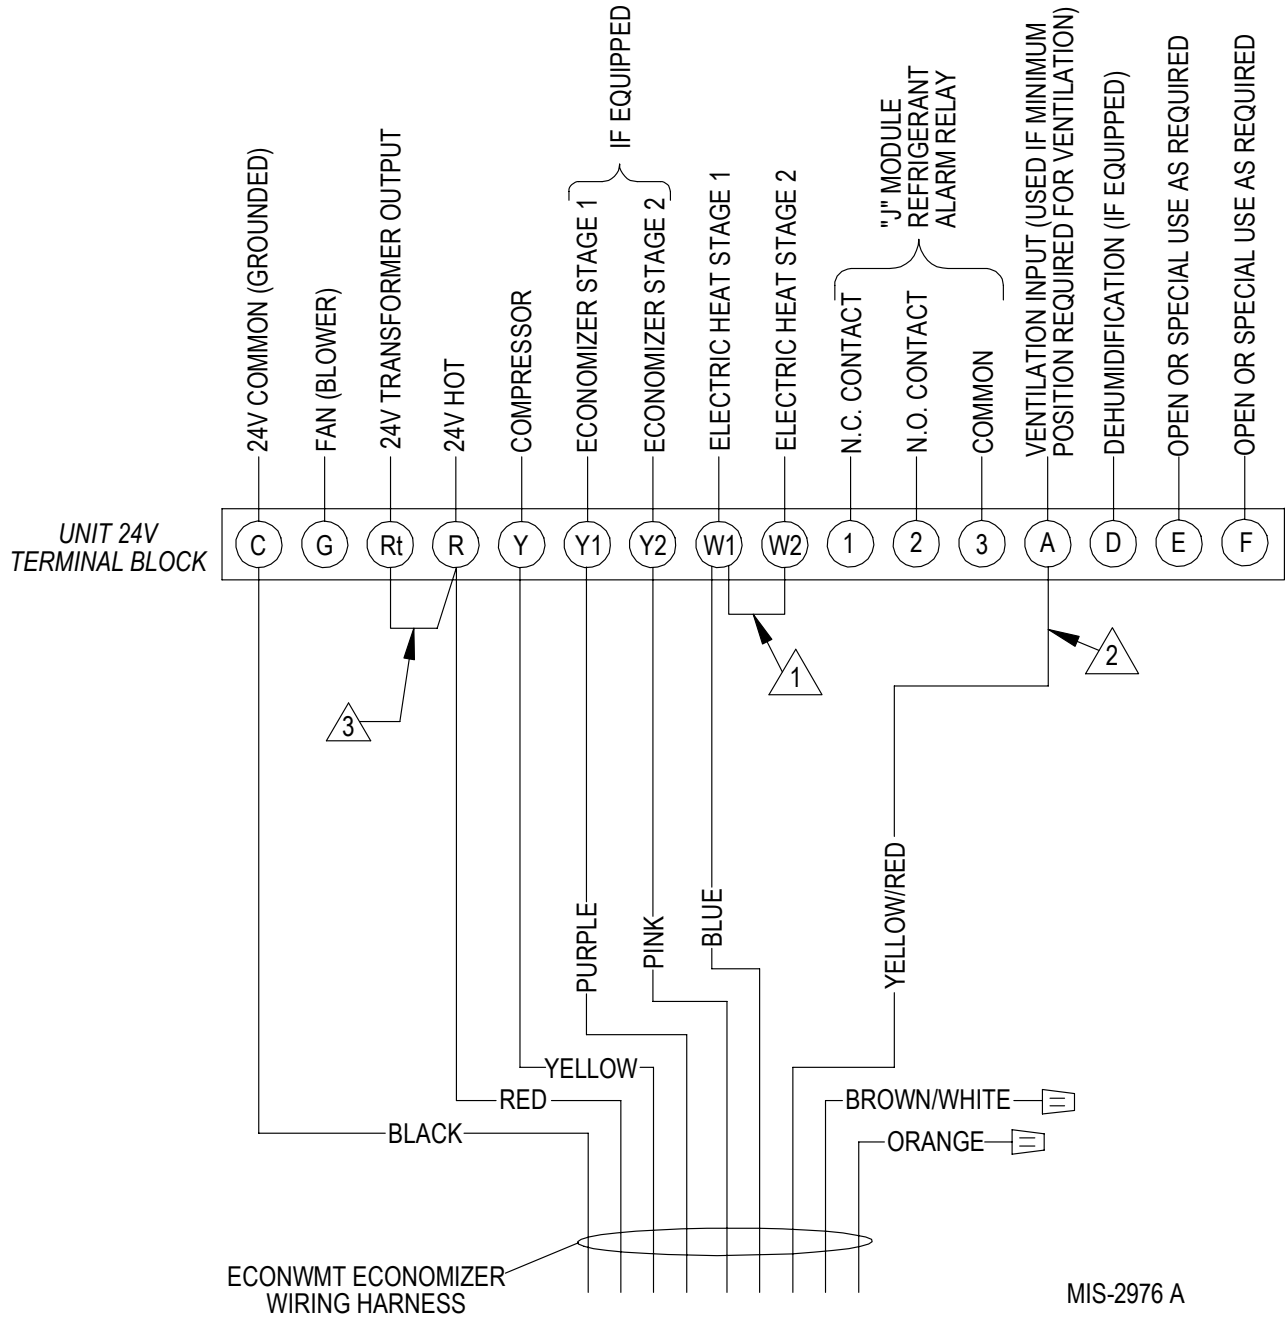 24V COMMON (GROUNDED)
FAN (BLOWER)
24V TRANSFORMER OUTPUT
24V HOT
COMPRESSOR
ECONOMIZER STAGE 1
ECONOMIZER STAGE 2
IF EQUIPPED
ELECTRIC HEAT STAGE 1
ELECTRIC HEAT STAGE 2
"J" MODULE
REFRIGERANT
ALARM RELAY
N.C. CONTACT
N.O. CONTACT
COMMON
VENTILATION INPUT (USED IF MINIMUM
POSITION REQUIRED FOR VENTILATION)
DEHUMIDIFICATION (IF EQUIPPED)
OPEN OR SPECIAL USE AS REQUIRED
OPEN OR SPECIAL USE AS REQUIRED
UNIT 24V
TERMINAL BLOCK
C G Rt R Y Y1 Y2 W1 W2 1 2 3 A D E F
3
1
2
PURPLE
PINK
BLUE
YELLOW/RED
YELLOW
RED
BLACK
BROWN/WHITE
ORANGE
ECONWMT ECONOMIZER
WIRING HARNESS
MIS-2976 A